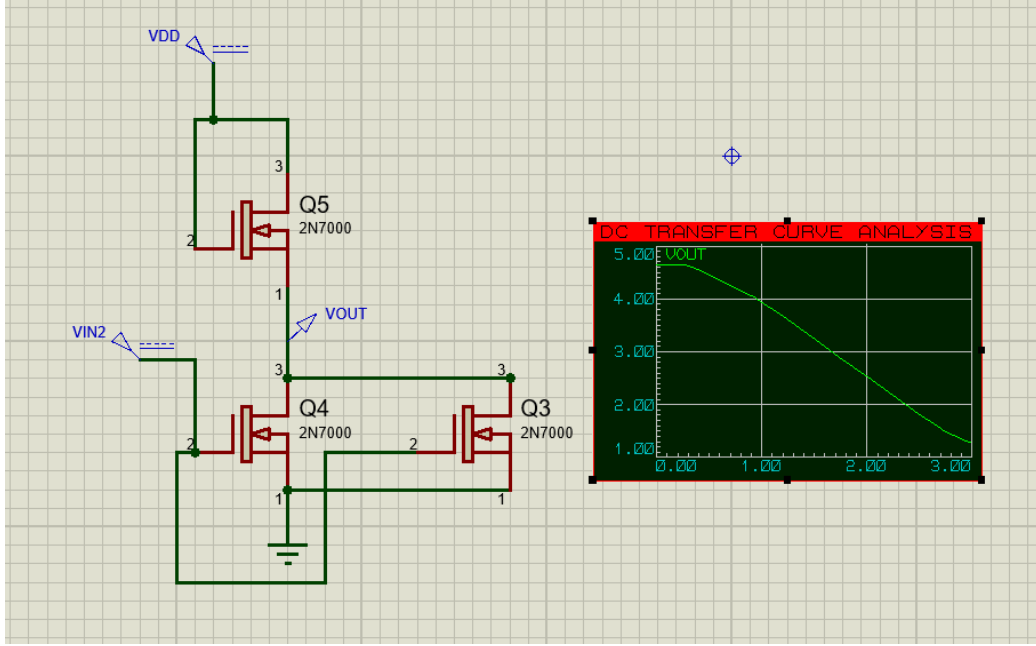 VDD
3
Q5
2N7000
2
1
VOUT
VIN2
3
3
Q4
2N7000
Q3
2N7000
2
2
1
1
DC TRANSFER CURVE ANALYSIS
5.00
VOUT
4.00
3.00
2.00
1.00
0.00 1.00 2.00 3.00